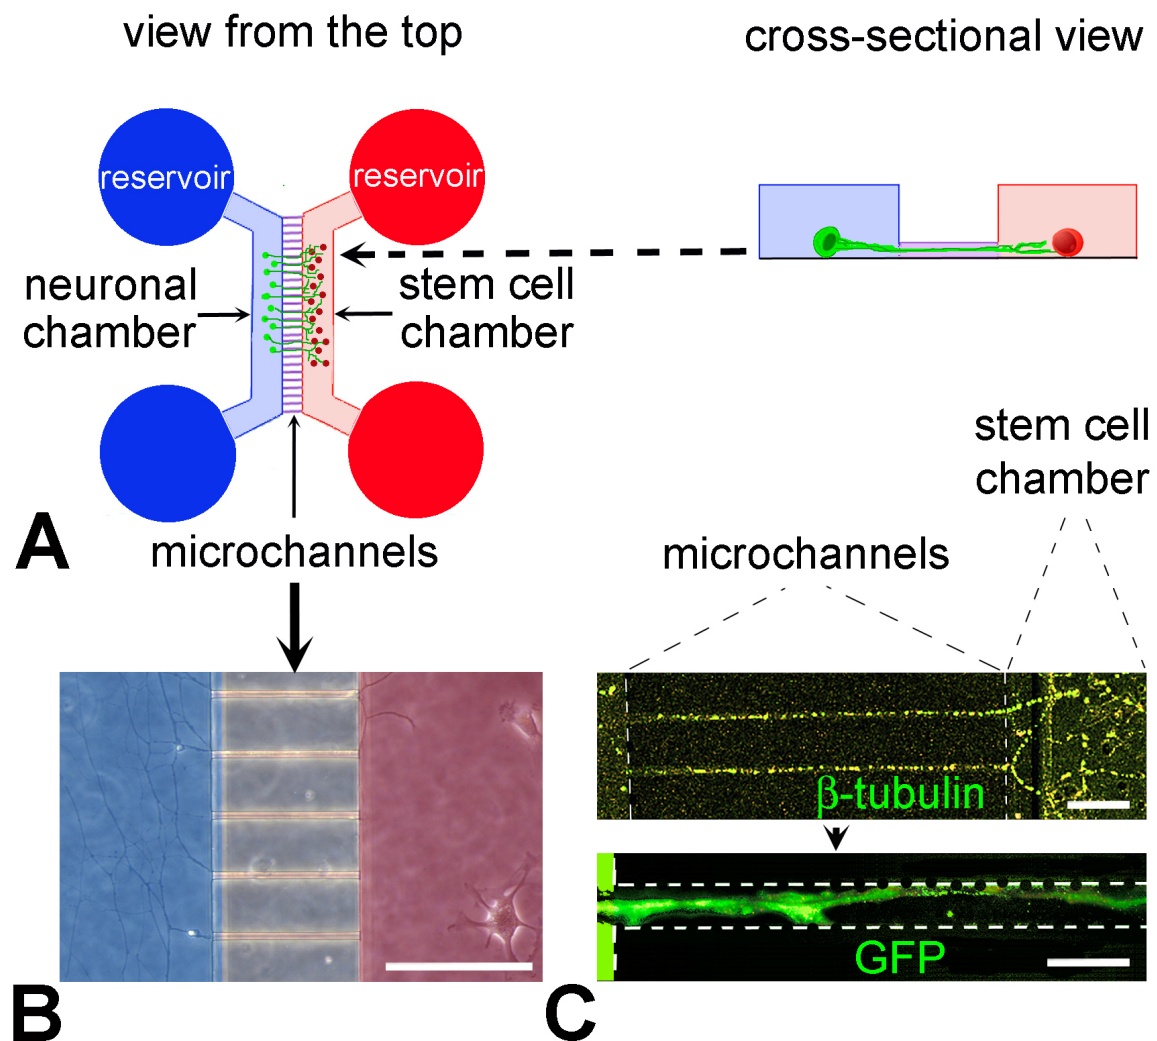 view from the top
cross-sectional view
reservoir
reservoir
neuronal
chamber
stem cell
chamber
A
microchannels
stem cell
chamber
microchannels
β-tubulin
GFP
B
C